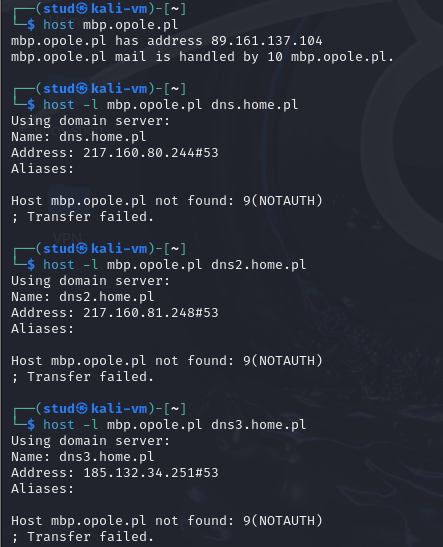 ┌──(stud㉿kali-vm)-[~]
└─$ host mbp.opole.pl
mbp.opole.pl has address 89.161.137.104
mbp.opole.pl mail is handled by 10 mbp.opole.pl.
┌──(stud㉿kali-vm)-[~]
└─$ host -l mbp.opole.pl dns.home.pl
Using domain server:
Name: dns.home.pl
Address: 217.160.80.244#53
Aliases:
Host mbp.opole.pl not found: 9(NOTAUTH)
; Transfer failed.
┌──(stud㉿kali-vm)-[~]
└─$ host -l mbp.opole.pl dns2.home.pl
Using domain server:
Name: dns2.home.pl
Address: 217.160.81.248#53
Aliases:
Host mbp.opole.pl not found: 9(NOTAUTH)
; Transfer failed.
┌──(stud㉿kali-vm)-[~]
└─$ host -l mbp.opole.pl dns3.home.pl
Using domain server:
Name: dns3.home.pl
Address: 185.132.34.251#53
Aliases:
Host mbp.opole.pl not found: 9(NOTAUTH)
; Transfer failed.